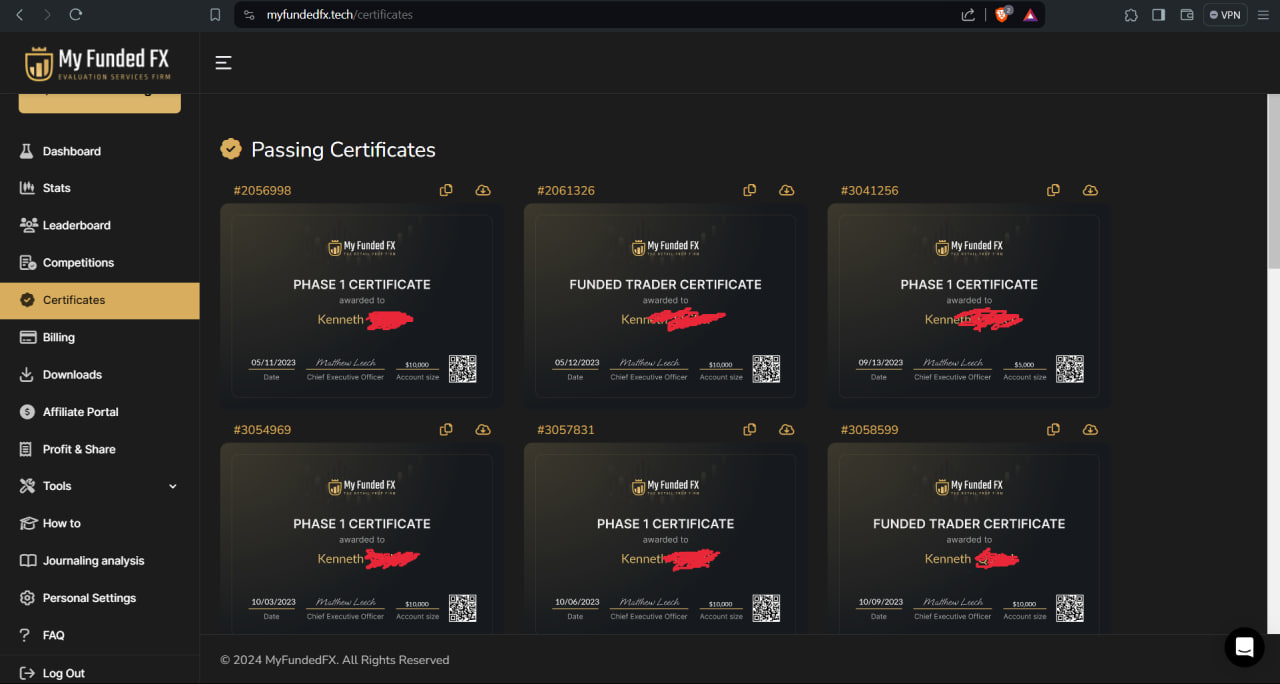 myfundedfx.tech/certificates
2
VPN
My Funded FX
EVALUATION SERVICES FIRM
Dashboard
Stats
Leaderboard
Competitions
Certificates
Billing
Downloads
Affiliate Portal
Profit & Share
Tools
How to
Journaling analysis
Personal Settings
FAQ
Log Out
Passing Certificates
#2056998
My Funded FX
THE RETAIL PROP FIRM
PHASE 1 CERTIFICATE
awarded to
Kenneth
05/11/2023 Matthew Leech $10,000
Date Chief Executive Officer Account size
#2061326
My Funded FX
THE RETAIL PROP FIRM
FUNDED TRADER CERTIFICATE
awarded to
Kenneth
05/12/2023 Matthew Leech $10,000
Date Chief Executive Officer Account size
#3041256
My Funded FX
THE RETAIL PROP FIRM
PHASE 1 CERTIFICATE
awarded to
Kenneth
09/13/2023 Matthew Leech $5,000
Date Chief Executive Officer Account size
#3054969
My Funded FX
THE RETAIL PROP FIRM
PHASE 1 CERTIFICATE
awarded to
Kenneth
10/03/2023 Matthew Leech $10,000
Date Chief Executive Officer Account size
#3057831
My Funded FX
THE RETAIL PROP FIRM
PHASE 1 CERTIFICATE
awarded to
Kenneth
10/06/2023 Matthew Leech $10,000
Date Chief Executive Officer Account size
#3058599
My Funded FX
THE RETAIL PROP FIRM
FUNDED TRADER CERTIFICATE
awarded to
Kenneth
10/09/2023 Matthew Leech $10,000
Date Chief Executive Officer Account size
© 2024 MyFundedFX. All Rights Reserved